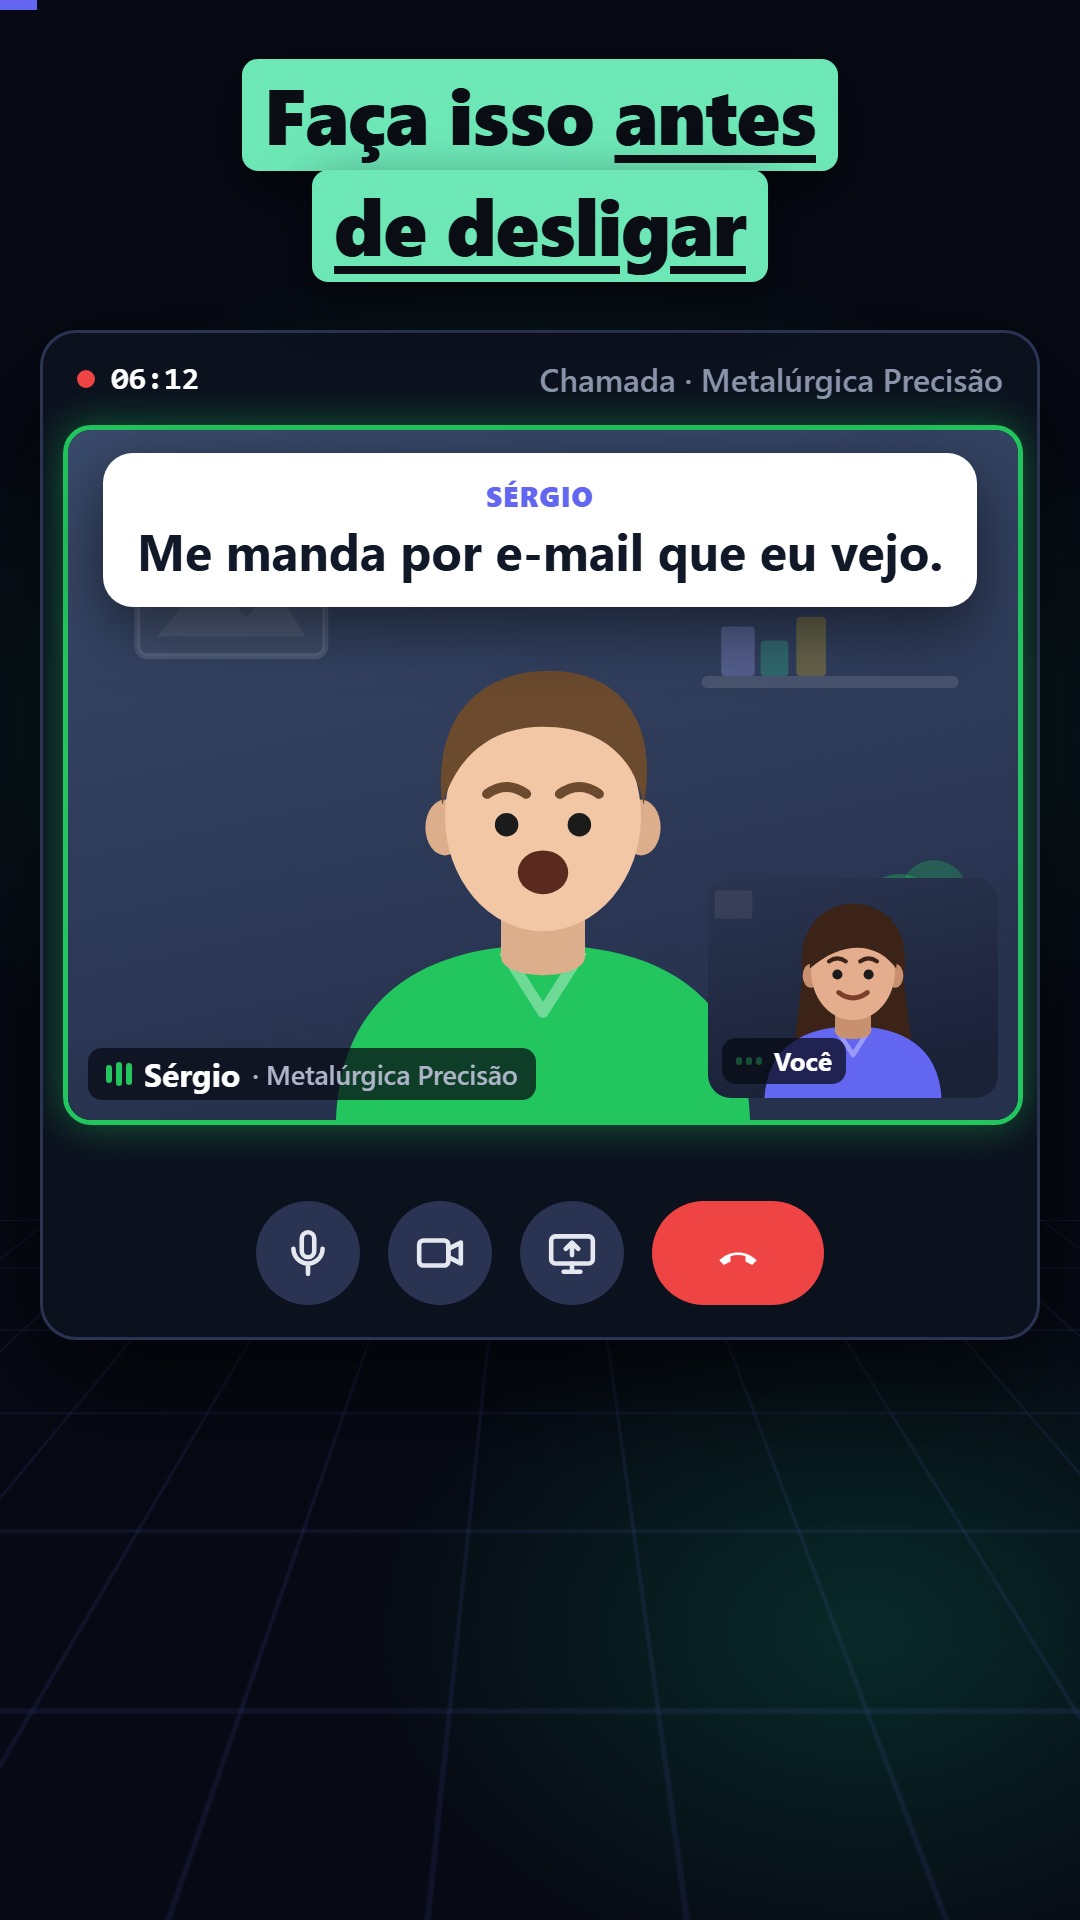 Faça isso antes
de desligar
06:12
Chamada · Metalúrgica Precisão
SÉRGIO
Me manda por e-mail que eu vejo.
Sérgio · Metalúrgica Precisão
Você